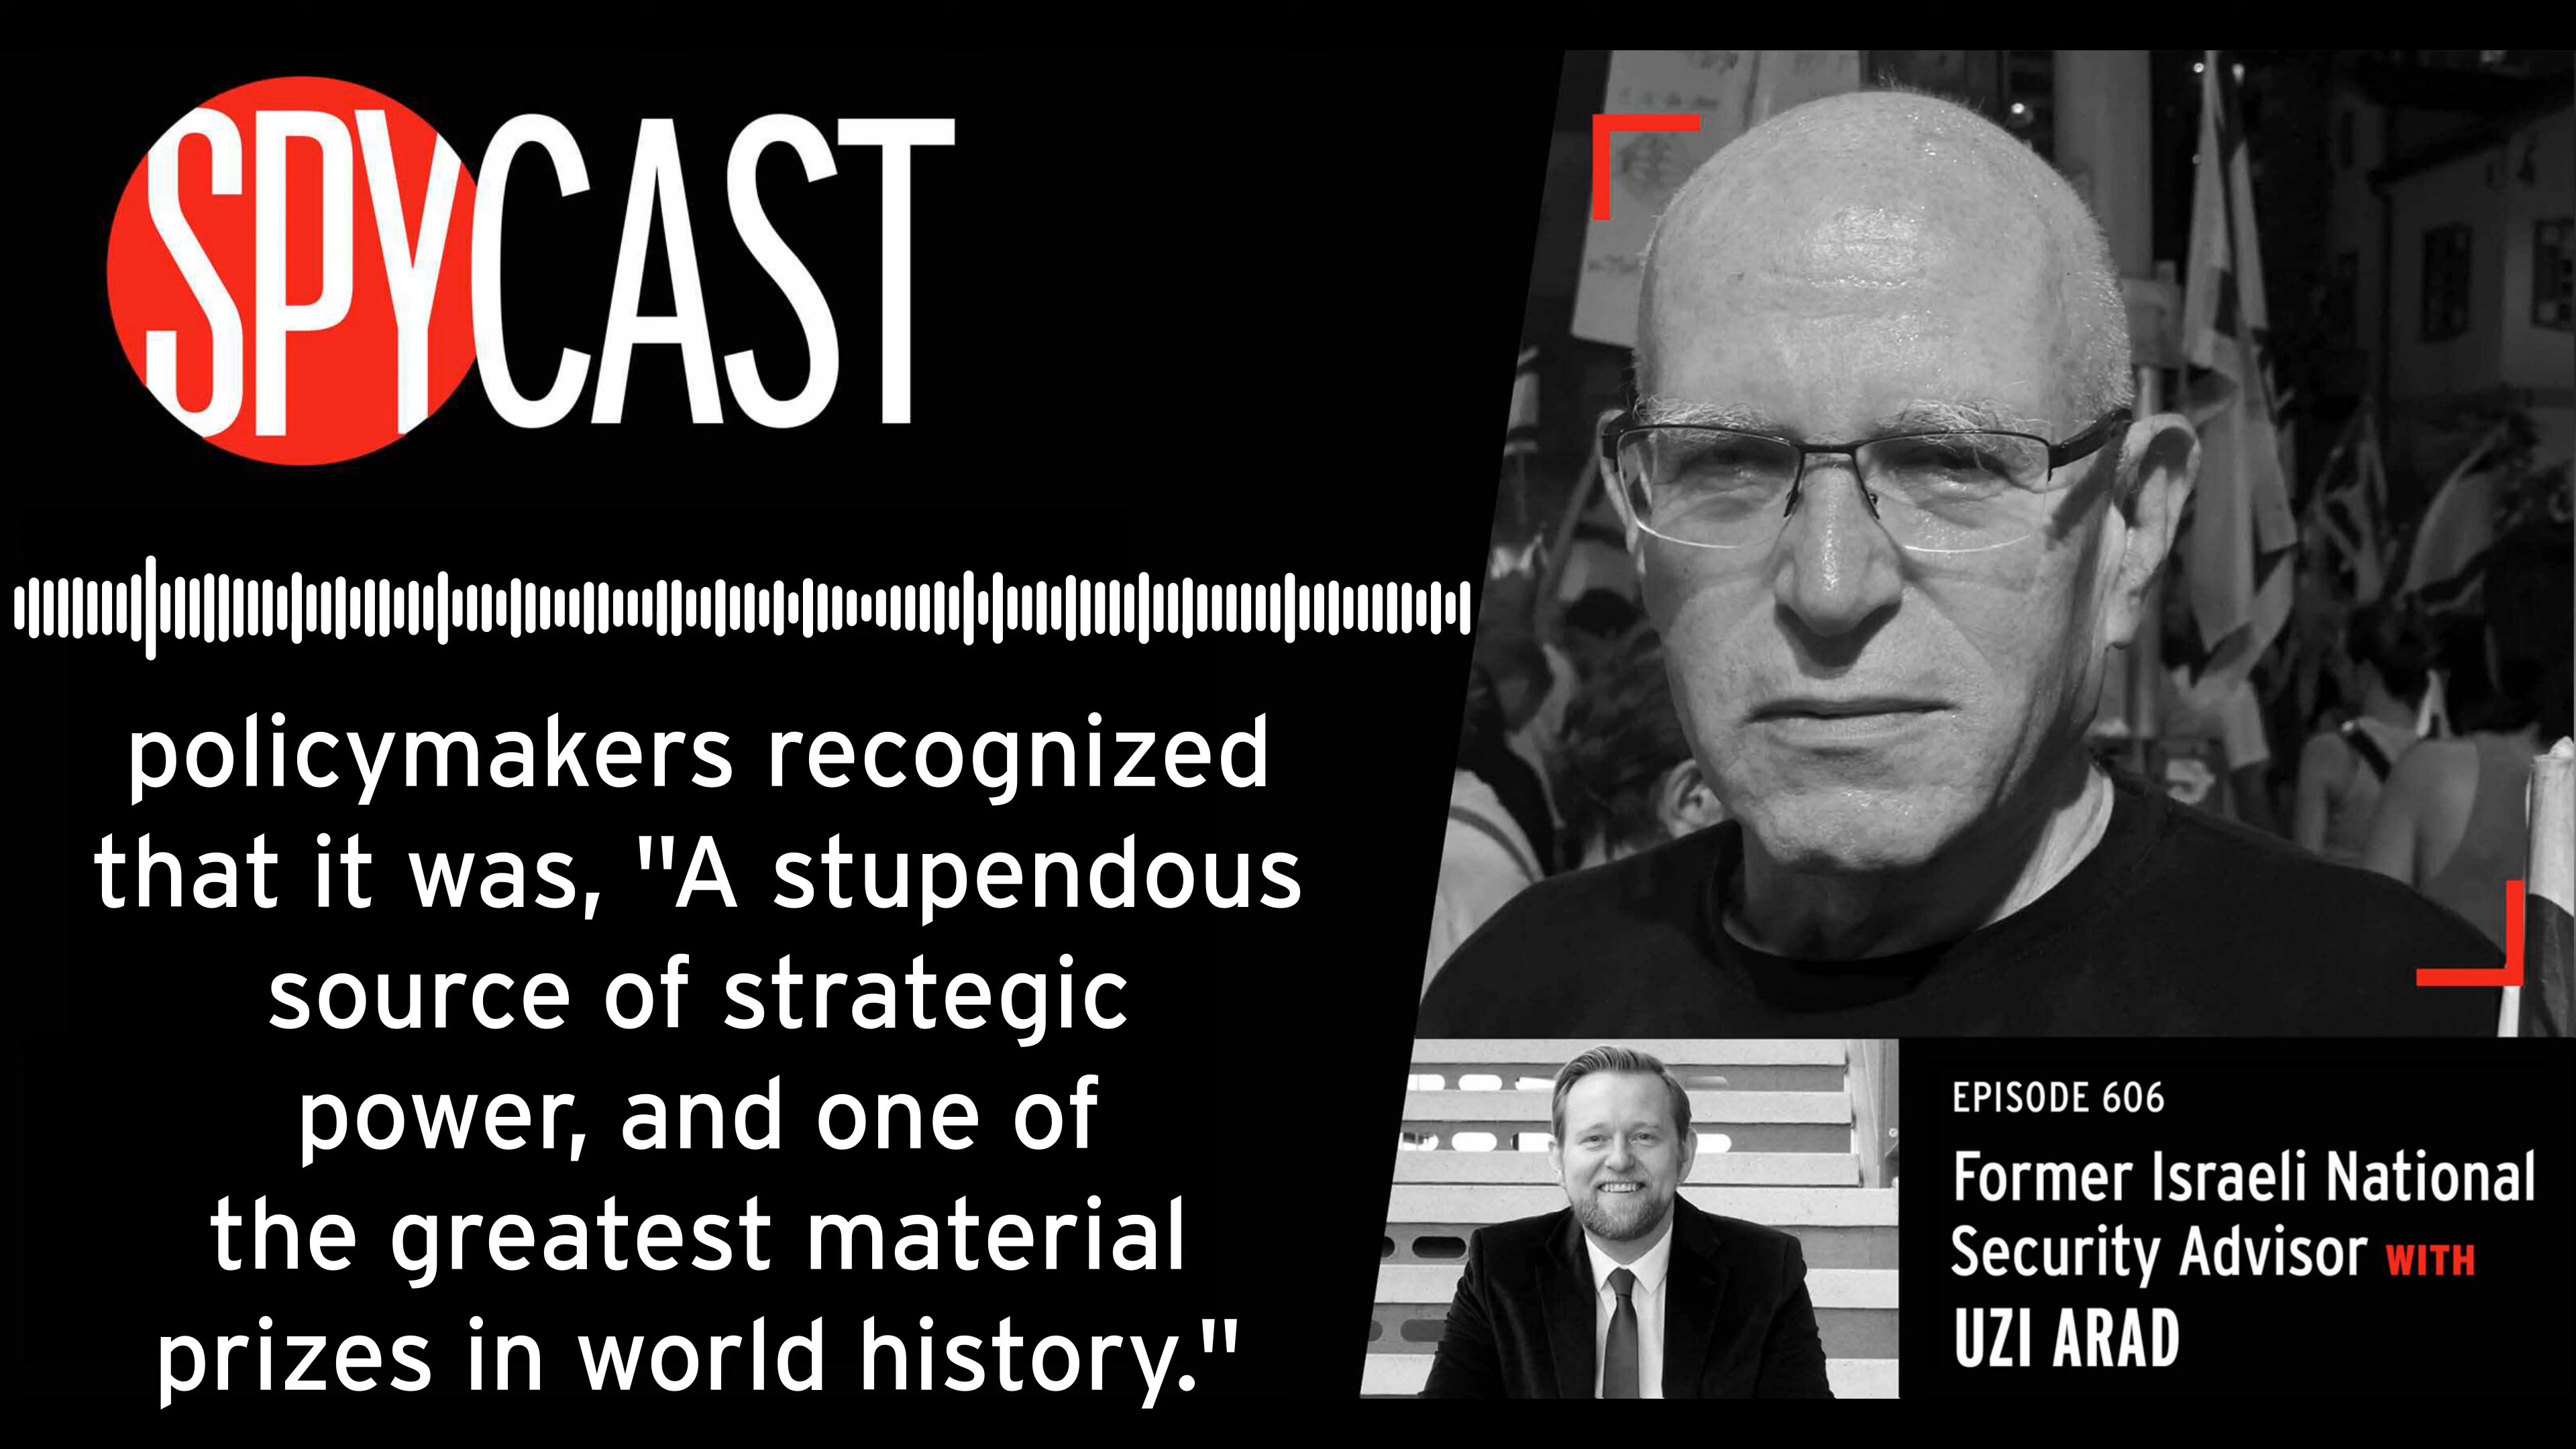 SPYCAST
policymakers recognized
that it was, "A stupendous
source of strategic
power, and one of
the greatest material
prizes in world history."
EPISODE 606
Former Israeli National
Security Advisor WITH
UZI ARAD